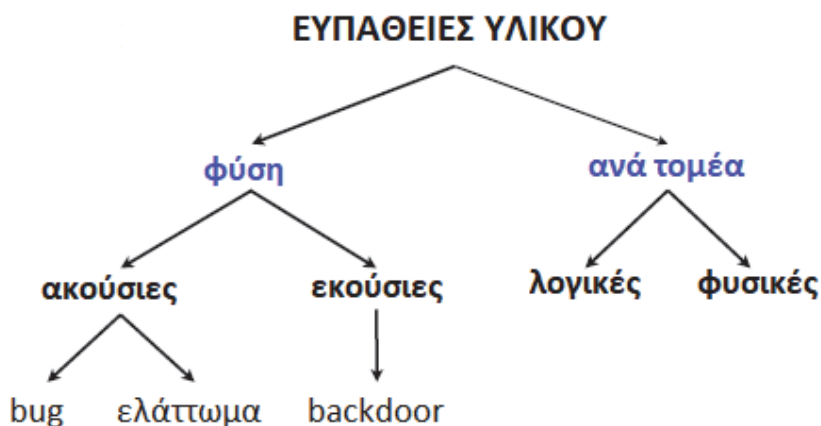 ΕΥΠΑΘΕΙΕΣ ΥΛΙΚΟΥ
φύση
ανά τομέα
ακούσιες
εκούσιες
λογικές
φυσικές
bug
ελάττωμα
backdoor